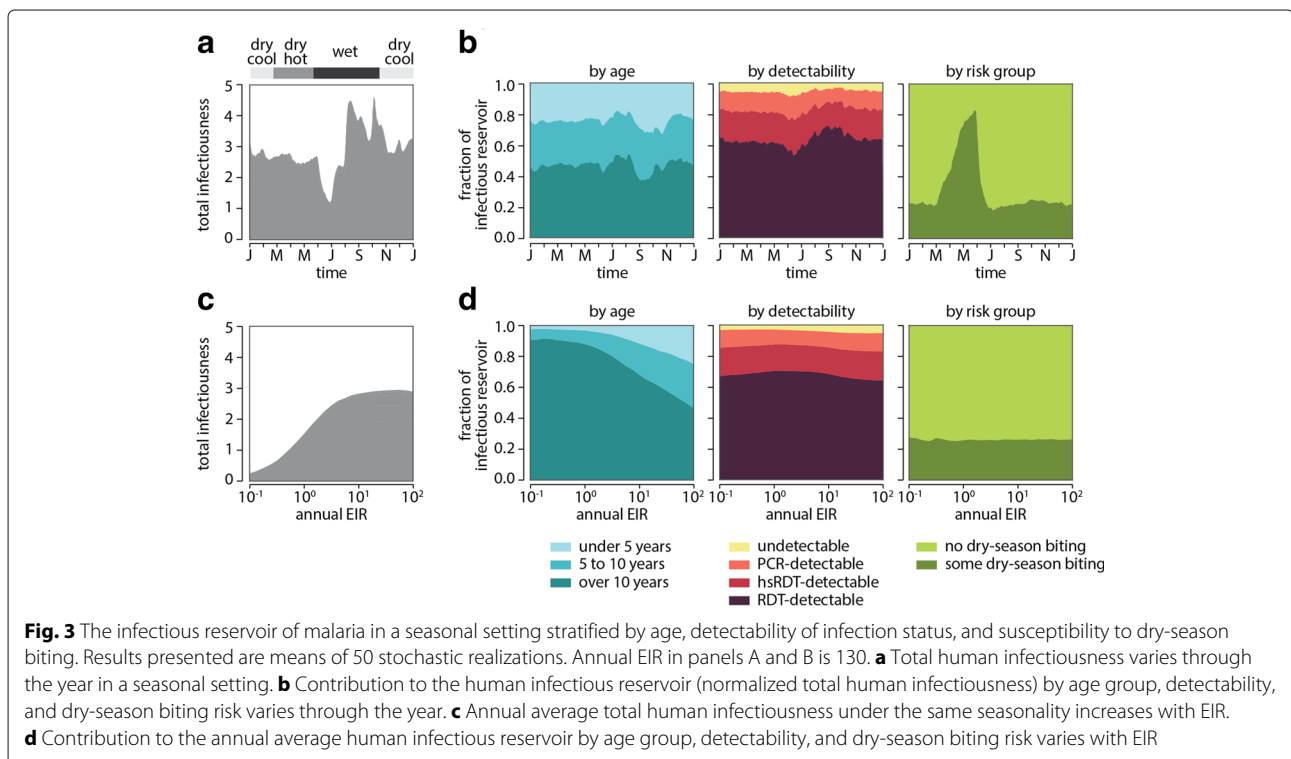 a
dry cool
dry hot
wet
dry cool
total infectiousness
5
4
3
2
1
0
J M M J S N J
time
b
by age
by detectability
by risk group
fraction of
infectious reservoir
1.0
0.8
0.6
0.4
0.2
0.0
J M M J S N J
time
J M M J S N J
time
J M M J S N J
time
c
total infectiousness
5
4
3
2
1
0
10⁻¹ 10⁰ 10¹ 10²
annual EIR
d
by age
by detectability
by risk group
fraction of
infectious reservoir
1.0
0.8
0.6
0.4
0.2
0.0
10⁻¹ 10⁰ 10¹ 10²
annual EIR
10⁻¹ 10⁰ 10¹ 10²
annual EIR
10⁻¹ 10⁰ 10¹ 10²
annual EIR
under 5 years
5 to 10 years
over 10 years
undetectable
PCR-detectable
hsRDT-detectable
RDT-detectable
no dry-season biting
some dry-season biting
Fig. 3 The infectious reservoir of malaria in a seasonal setting stratified by age, detectability of infection status, and susceptibility to dry-season
biting. Results presented are means of 50 stochastic realizations. Annual EIR in panels A and B is 130. a Total human infectiousness varies through
the year in a seasonal setting. b Contribution to the human infectious reservoir (normalized total human infectiousness) by age group, detectability,
and dry-season biting risk varies through the year. c Annual average total human infectiousness under the same seasonality increases with EIR.
d Contribution to the annual average human infectious reservoir by age group, detectability, and dry-season biting risk varies with EIR